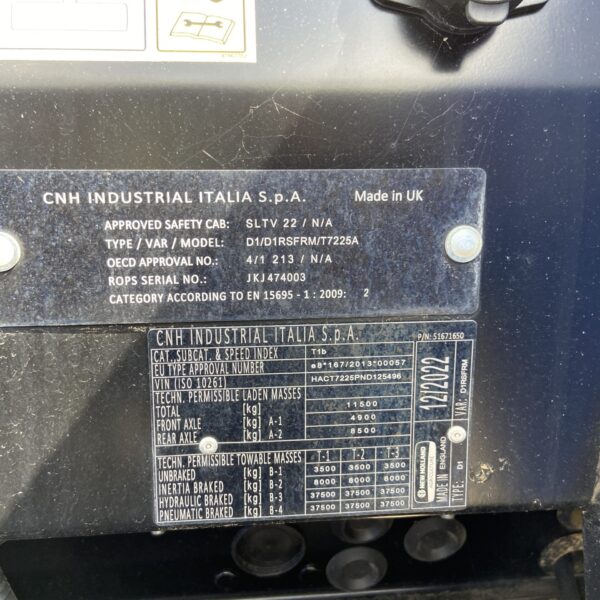 CNH INDUSTRIAL ITALIA S.p.A. Made in UK
APPROVED SAFETY CAB: SLTV 22 / N/A
TYPE / VAR / MODEL: D1/D1RSFRM/T7225A
OECD APPROVAL NO.: 4/1 213 / N/A
ROPS SERIAL NO.: JKJ474003
CATEGORY ACCORDING TO EN 15695 - 1 : 2009: 2
CNH INDUSTRIAL ITALIA S.p.A. P/N: 51671650
CAT, SUBCAT. & SPEED INDEX T1b
EU TYPE APPROVAL NUMBER e8*167/2013*00057
VIN (ISO 10261) HACT7225PND125496
TECHN. PERMISSIBLE LADEN MASSES
TOTAL [kg] 11500
FRONT AXLE [kg] A-1 4900
REAR AXLE [kg] A-2 8500
TECHN. PERMISSIBLE TOWABLE MASSES T-1 T-2 T-3
UNBRAKED [kg] B-1 3500 3500 3500
INERTIA BRAKED [kg] B-2 8000 8000 8000
HYDRAULIC BRAKED [kg] B-3 37500 37500 37500
PNEUMATIC BRAKED [kg] B-4 37500 37500 37500
12/2022
NEW HOLLAND
MADE IN ENGLAND
VAR: D1RSFRM
TYPE: D1